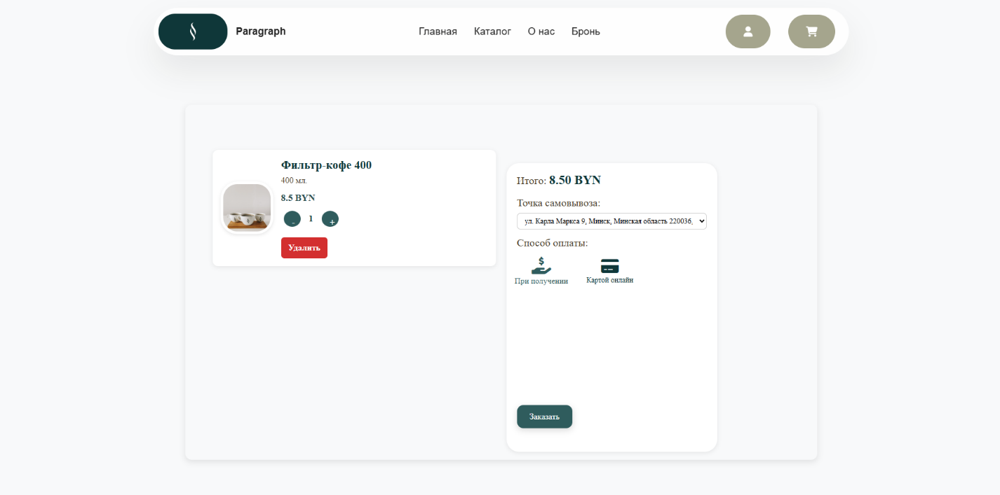 Paragraph
Главная
Каталог
О нас
Бронь
Фильтр-кофе 400
400 мл.
8.5 BYN
- 1 +
Удалить
Итого: 8.50 BYN
Точка самовывоза:
ул. Карла Маркса 9, Минск, Минская область 220036,
Способ оплаты:
При получении
Картой онлайн
Заказать